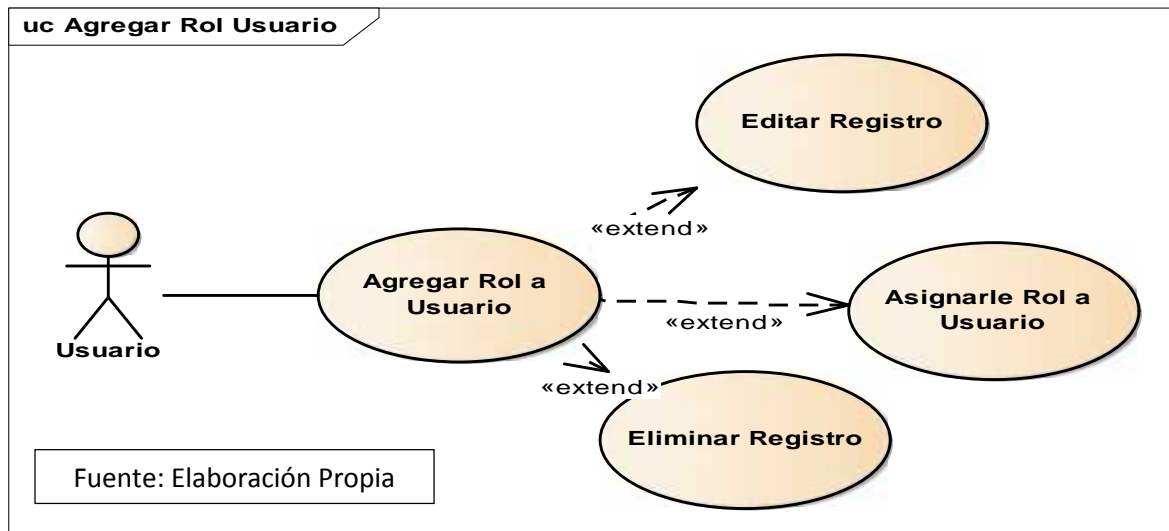 uc Agregar Rol Usuario
Editar Registro
«extend»
Agregar Rol a
Usuario
Asignarle Rol a
Usuario
«extend»
Usuario
«extend»
Eliminar Registro
Fuente: Elaboración Propia